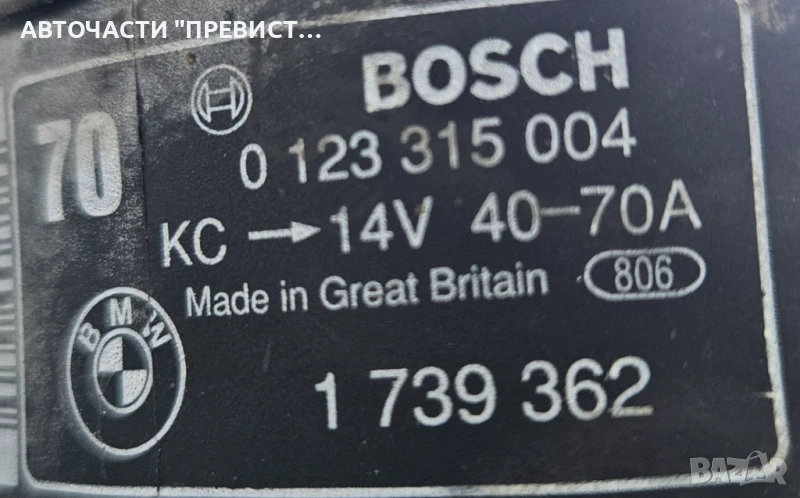 АВТОЧАСТИ "ПРЕВИСТ...
BOSCH
70
0 123 315 004
KC → 14V 40-70A
Made in Great Britain 806
BMW
1 739 362
BAZAR